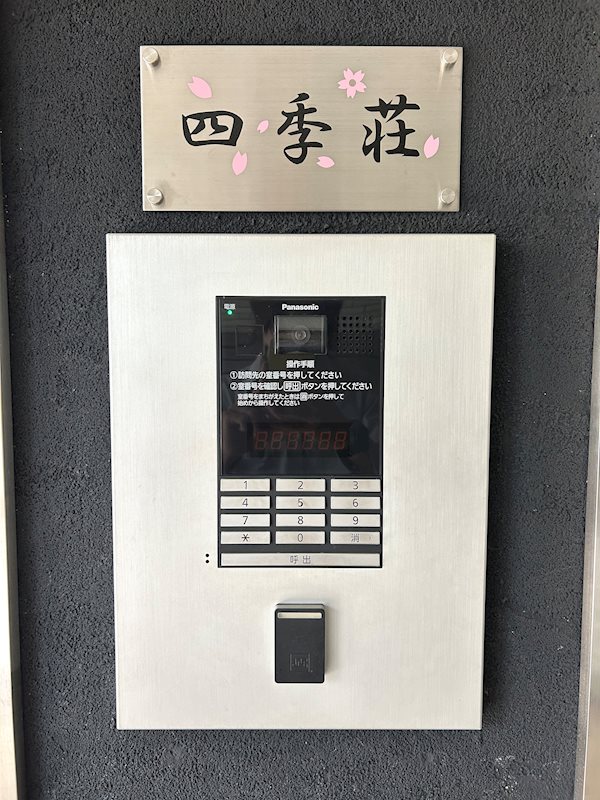 四季荘
電源
Panasonic
操作手順
①訪問先の室番号を押してください
②室番号を確認し呼出ボタンを押してください
室番号をまちがえたときは消ボタンを押して
始めから操作してください
1 2 3
4 5 6
7 8 9
* 0 消
呼出